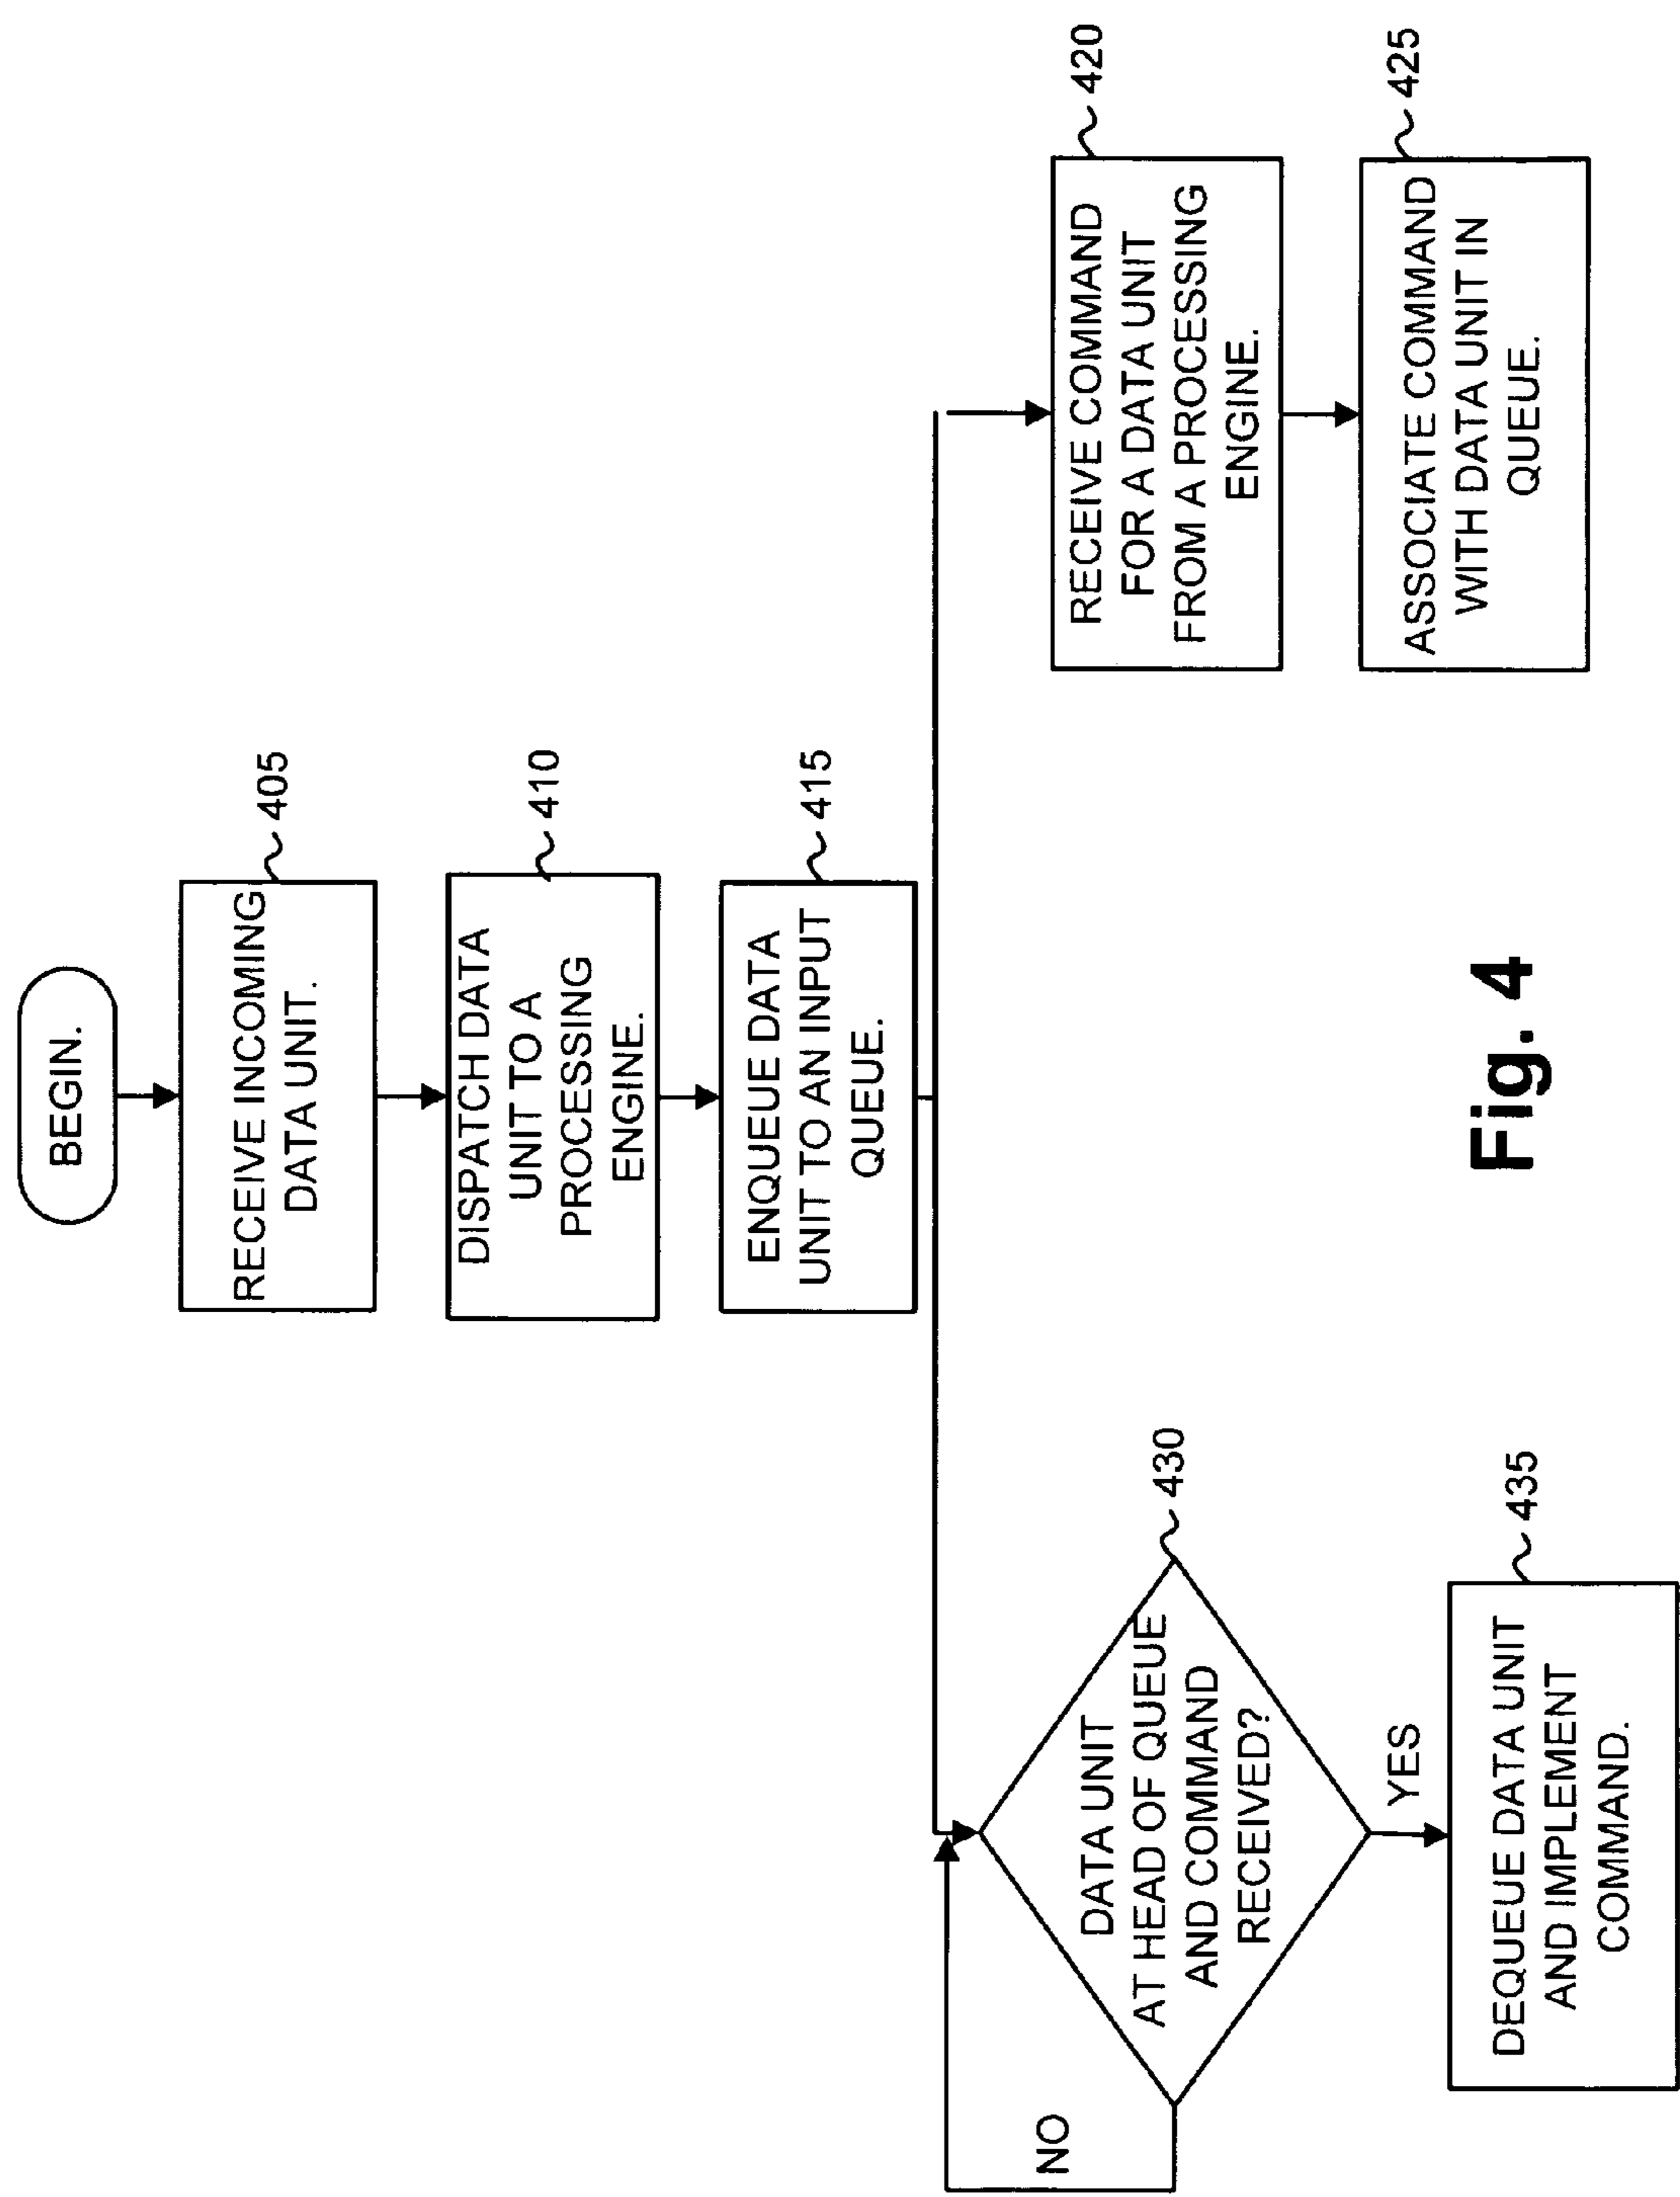 BEGIN.
RECEIVE INCOMING
DATA UNIT.
405
DISPATCH DATA
UNIT TO A
PROCESSING
ENGINE.
410
ENQUEUE DATA
UNIT TO AN INPUT
QUEUE.
415
DATA UNIT
AT HEAD OF QUEUE
AND COMMAND
RECEIVED?
430
NO
YES
DEQUEUE DATA UNIT
AND IMPLEMENT
COMMAND.
435
RECEIVE COMMAND
FOR A DATA UNIT
FROM A PROCESSING
ENGINE.
420
ASSOCIATE COMMAND
WITH DATA UNIT IN
QUEUE.
425
Fig. 4